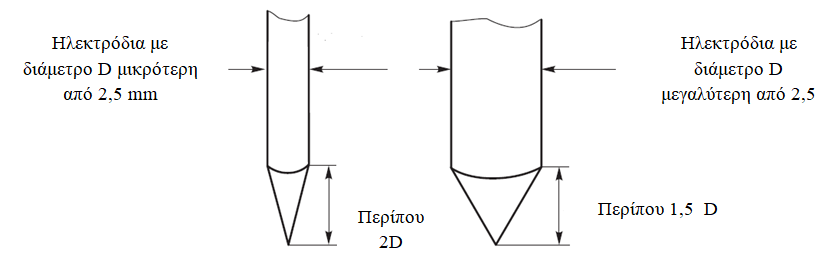 Ηλεκτρόδια με
διάμετρο D μικρότερη
από 2,5 mm
Ηλεκτρόδια με
διάμετρο D
μεγαλύτερη από 2,5
Περίπου
2D
Περίπου 1,5 D